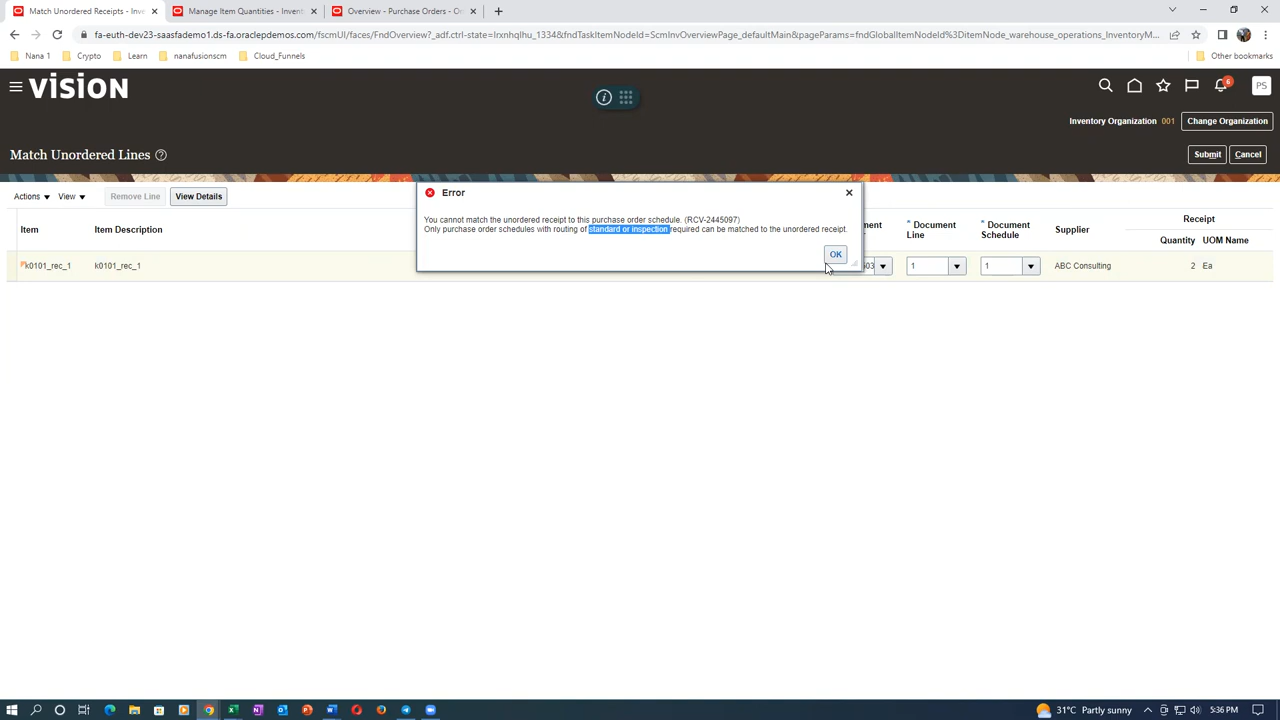 Match Unordered Receipts - Inve
Manage Item Quantities - Invent
Overview - Purchase Orders - Or
fa-euth-dev23-saasfademo1.ds-fa.oraclepdemos.com/fscmUI/faces/FndOverview?_adf.ctrl-state=lrxnhqlhu_1334&fndTaskItemNodeId=ScmInvOverviewPage_defaultMain&pageParams=fndGlobalItemNodeId%3DitemNode_warehouse_operations_InventoryM...
Nana 1
Crypto
Learn
nanafusionscm
Cloud_Funnels
Other bookmarks
VISION
6
PS
Inventory Organization 001 Change Organization
Match Unordered Lines
Submit Cancel
Actions View Remove Line View Details
Error
You cannot match the unordered receipt to this purchase order schedule. (RCV-2445097)
Only purchase order schedules with routing of standard or inspection required can be matched to the unordered receipt.
OK
Item
Item Description
* Document Line
* Document Schedule
Supplier
Receipt
Quantity UOM Name
k0101_rec_1
k0101_rec_1
1
1
ABC Consulting
2 Ea
31°C Partly sunny
5:36 PM